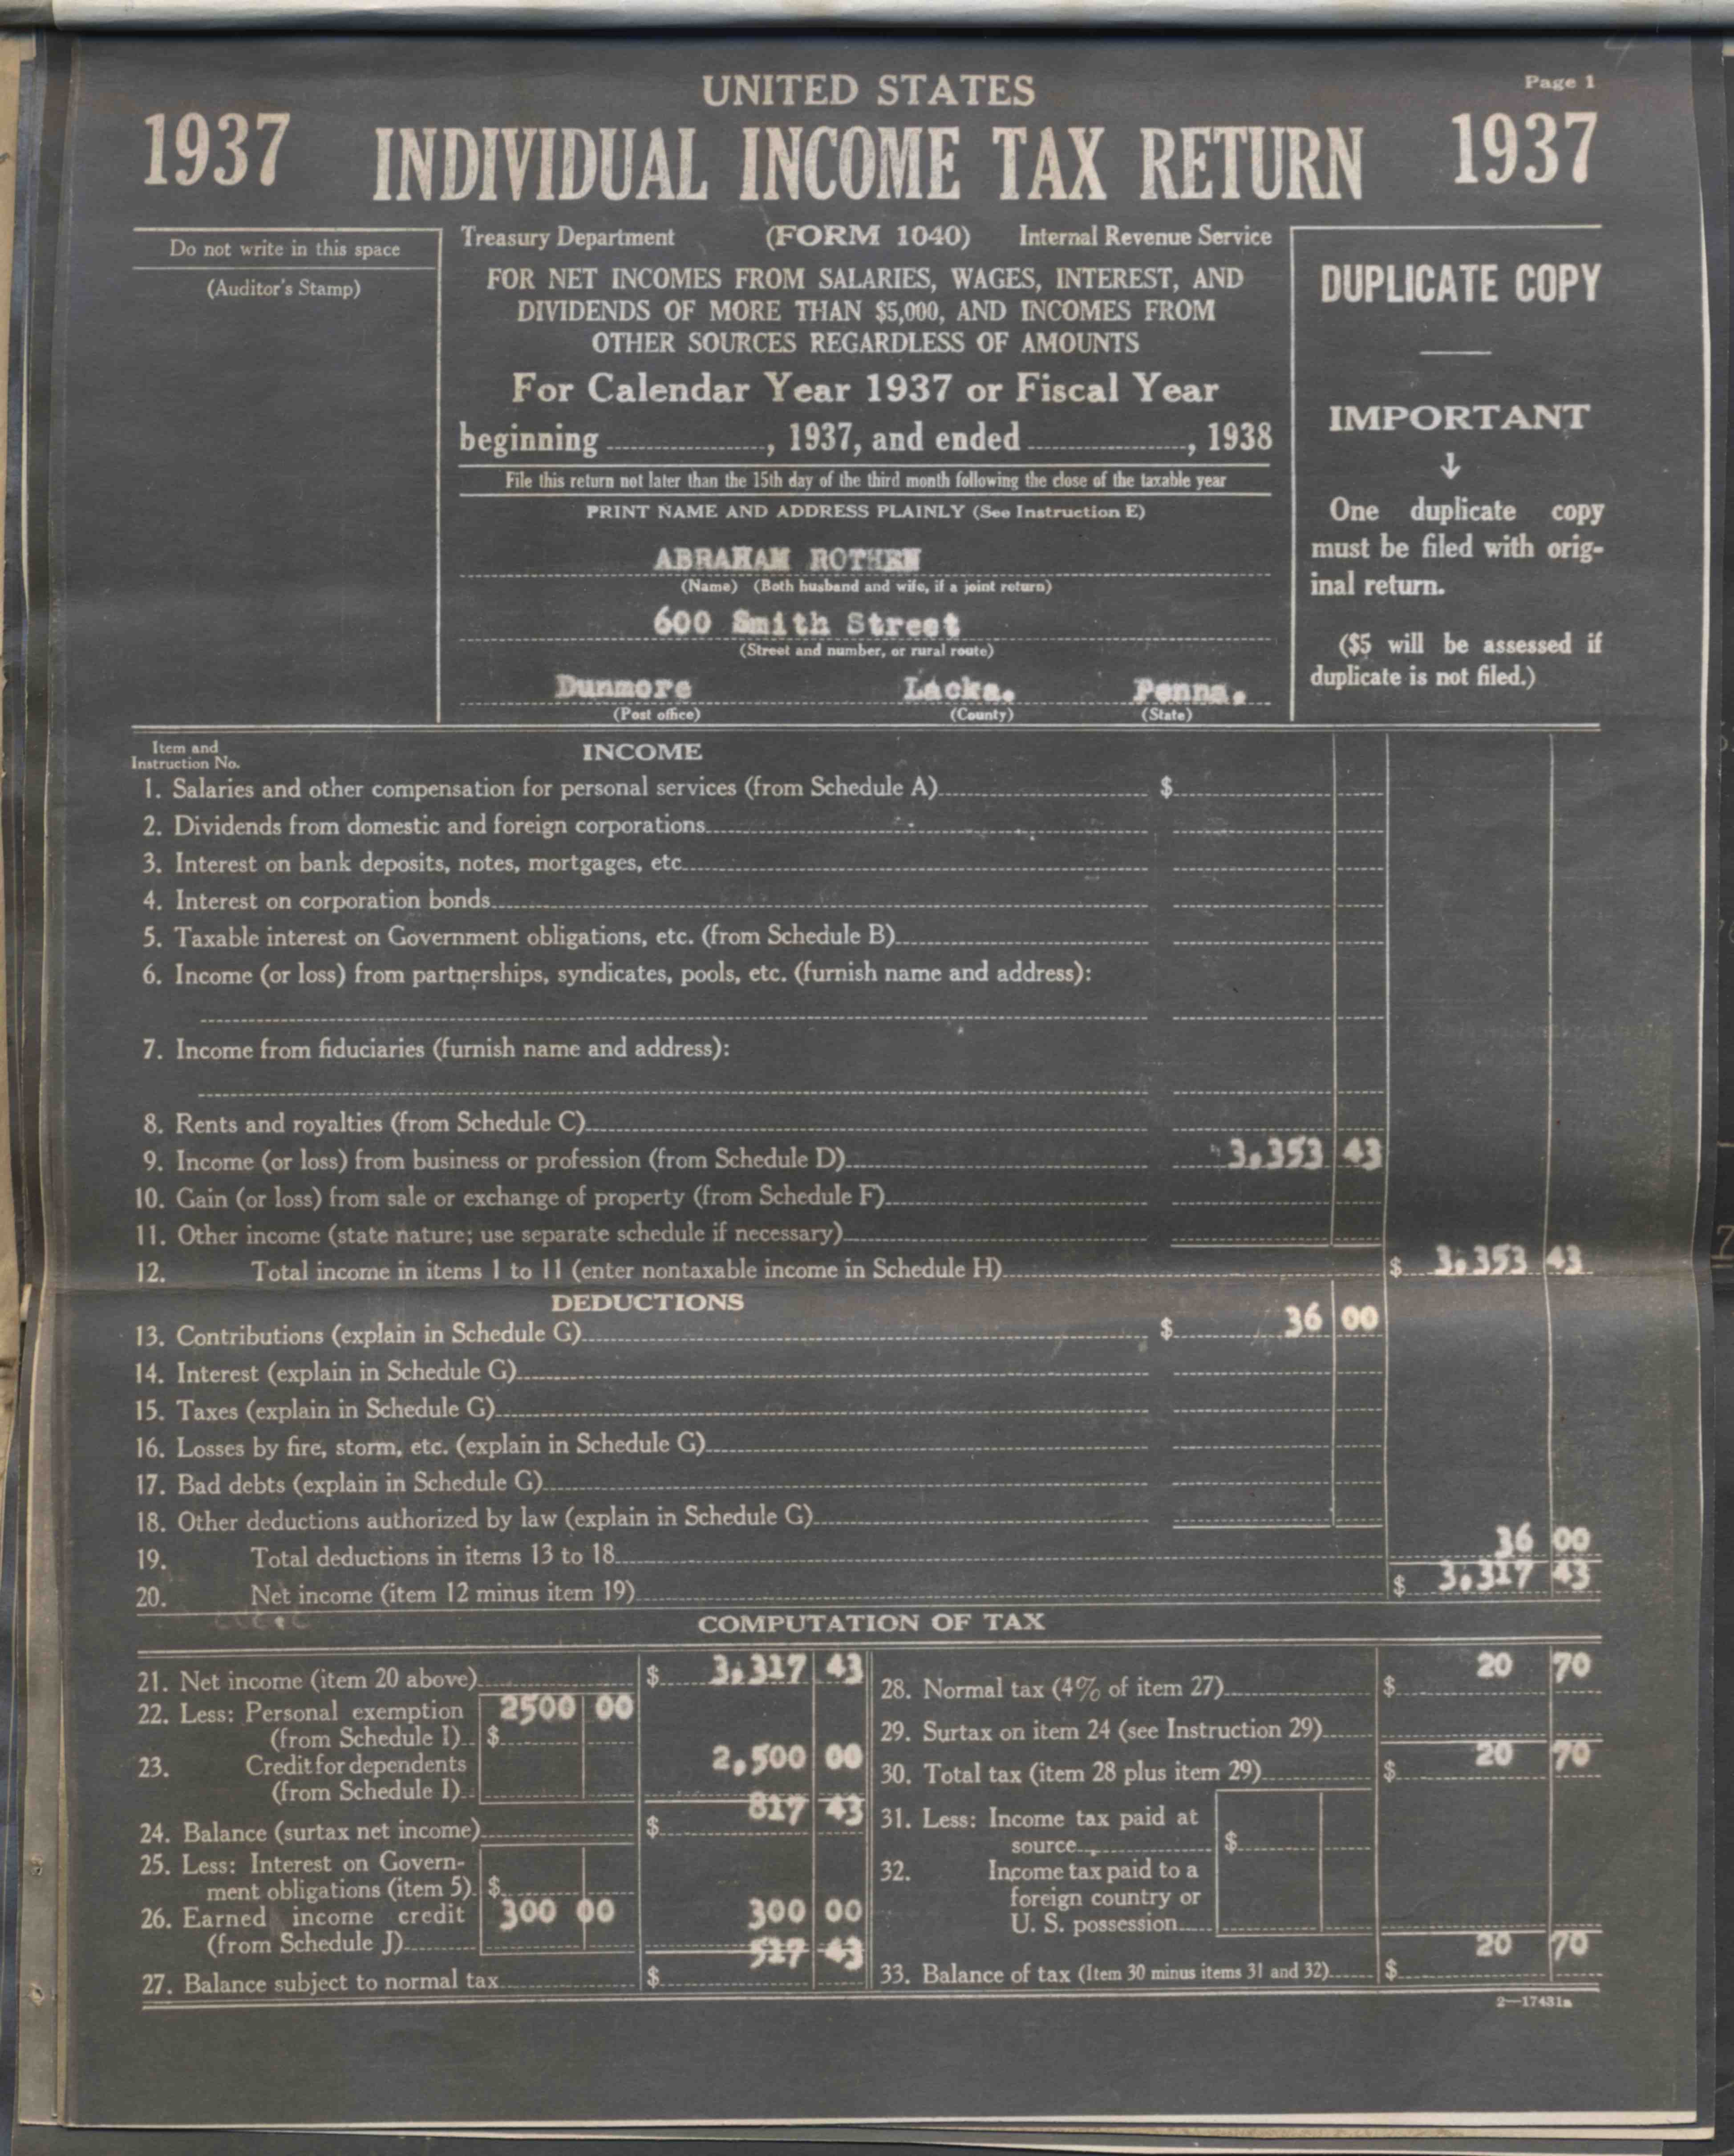 Page 1
UNITED STATES
1937 INDIVIDUAL INCOME TAX RETURN 1937
Do not write in this space
(Auditor's Stamp)
Treasury Department (FORM 1040) Internal Revenue Service
FOR NET INCOMES FROM SALARIES, WAGES, INTEREST, AND
DIVIDENDS OF MORE THAN $5,000, AND INCOMES FROM
OTHER SOURCES REGARDLESS OF AMOUNTS
For Calendar Year 1937 or Fiscal Year
beginning , 1937, and ended , 1938
File this return not later than the 15th day of the third month following the close of the taxable year
PRINT NAME AND ADDRESS PLAINLY (See Instruction E)
ABRAHAM ROTHEN
(Name) (Both husband and wife, if a joint return)
600 Smith Street
(Street and number, or rural route)
Dunmore Lacka. Penna.
(Post office) (County) (State)
DUPLICATE COPY
IMPORTANT
↓
One duplicate copy
must be filed with orig-
inal return.
($5 will be assessed if
duplicate is not filed.)
Item and
Instruction No.
INCOME
1. Salaries and other compensation for personal services (from Schedule A) $
2. Dividends from domestic and foreign corporations
3. Interest on bank deposits, notes, mortgages, etc
4. Interest on corporation bonds
5. Taxable interest on Government obligations, etc. (from Schedule B)
6. Income (or loss) from partnerships, syndicates, pools, etc. (furnish name and address):
7. Income from fiduciaries (furnish name and address):
8. Rents and royalties (from Schedule C)
9. Income (or loss) from business or profession (from Schedule D) 3,353 43
10. Gain (or loss) from sale or exchange of property (from Schedule F)
11. Other income (state nature; use separate schedule if necessary)
12. Total income in items 1 to 11 (enter nontaxable income in Schedule H) $ 3,353 43
DEDUCTIONS
13. Contributions (explain in Schedule G) $ 36 00
14. Interest (explain in Schedule G)
15. Taxes (explain in Schedule G)
16. Losses by fire, storm, etc. (explain in Schedule G)
17. Bad debts (explain in Schedule G)
18. Other deductions authorized by law (explain in Schedule G)
19. Total deductions in items 13 to 18 36 00
20. Net income (item 12 minus item 19) $ 3,317 43
COMPUTATION OF TAX
21. Net income (item 20 above) $ 3,317 43
22. Less: Personal exemption 2500 00
(from Schedule I) $
23. Credit for dependents 2,500 00
(from Schedule I)
24. Balance (surtax net income) $ 817 43
25. Less: Interest on Govern-
ment obligations (item 5) $
26. Earned income credit 300 00 300 00
(from Schedule J)
27. Balance subject to normal tax $ 517 43
28. Normal tax (4% of item 27) $ 20 70
29. Surtax on item 24 (see Instruction 29)
30. Total tax (item 28 plus item 29) $ 20 70
31. Less: Income tax paid at
source $
32. Income tax paid to a
foreign country or
U. S. possession
33. Balance of tax (Item 30 minus items 31 and 32) $ 20 70
2—17431a